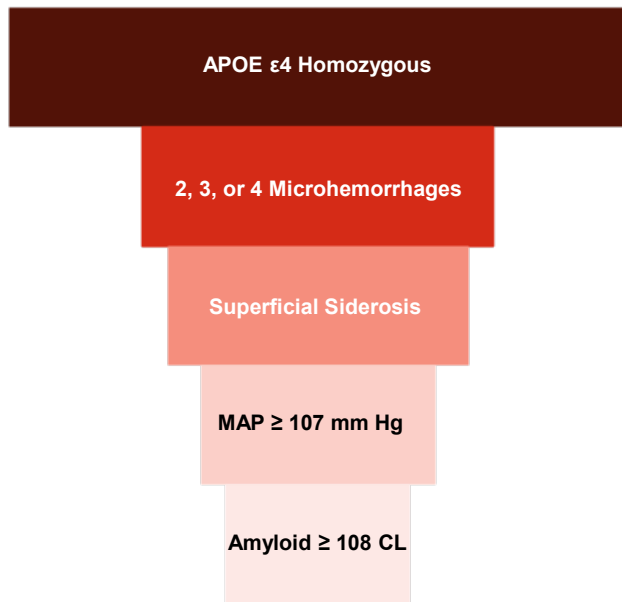 APOE ε4 Homozygous
2, 3, or 4 Microhemorrhages
Superficial Siderosis
MAP ≥ 107 mm Hg
Amyloid ≥ 108 CL